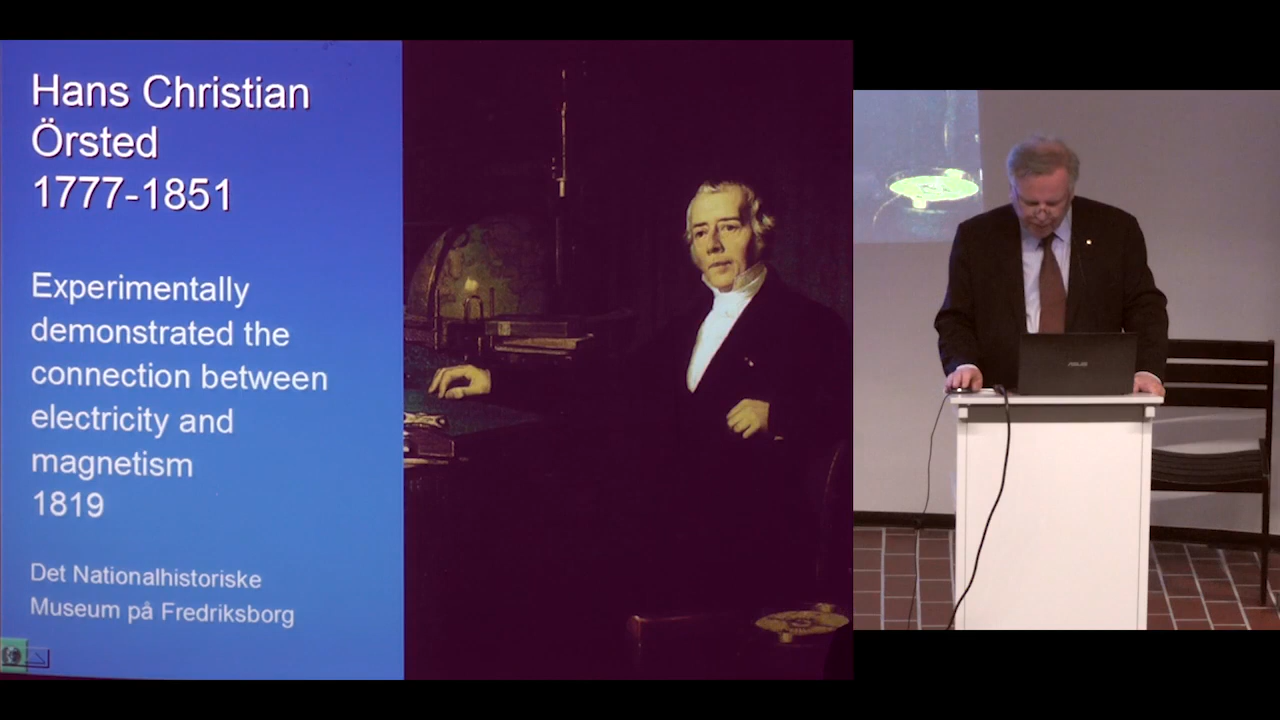 Hans Christian
Örsted
1777-1851
Experimentally
demonstrated the
connection between
electricity and
magnetism
1819
Det Nationalhistoriske
Museum på Fredriksborg
ASUS